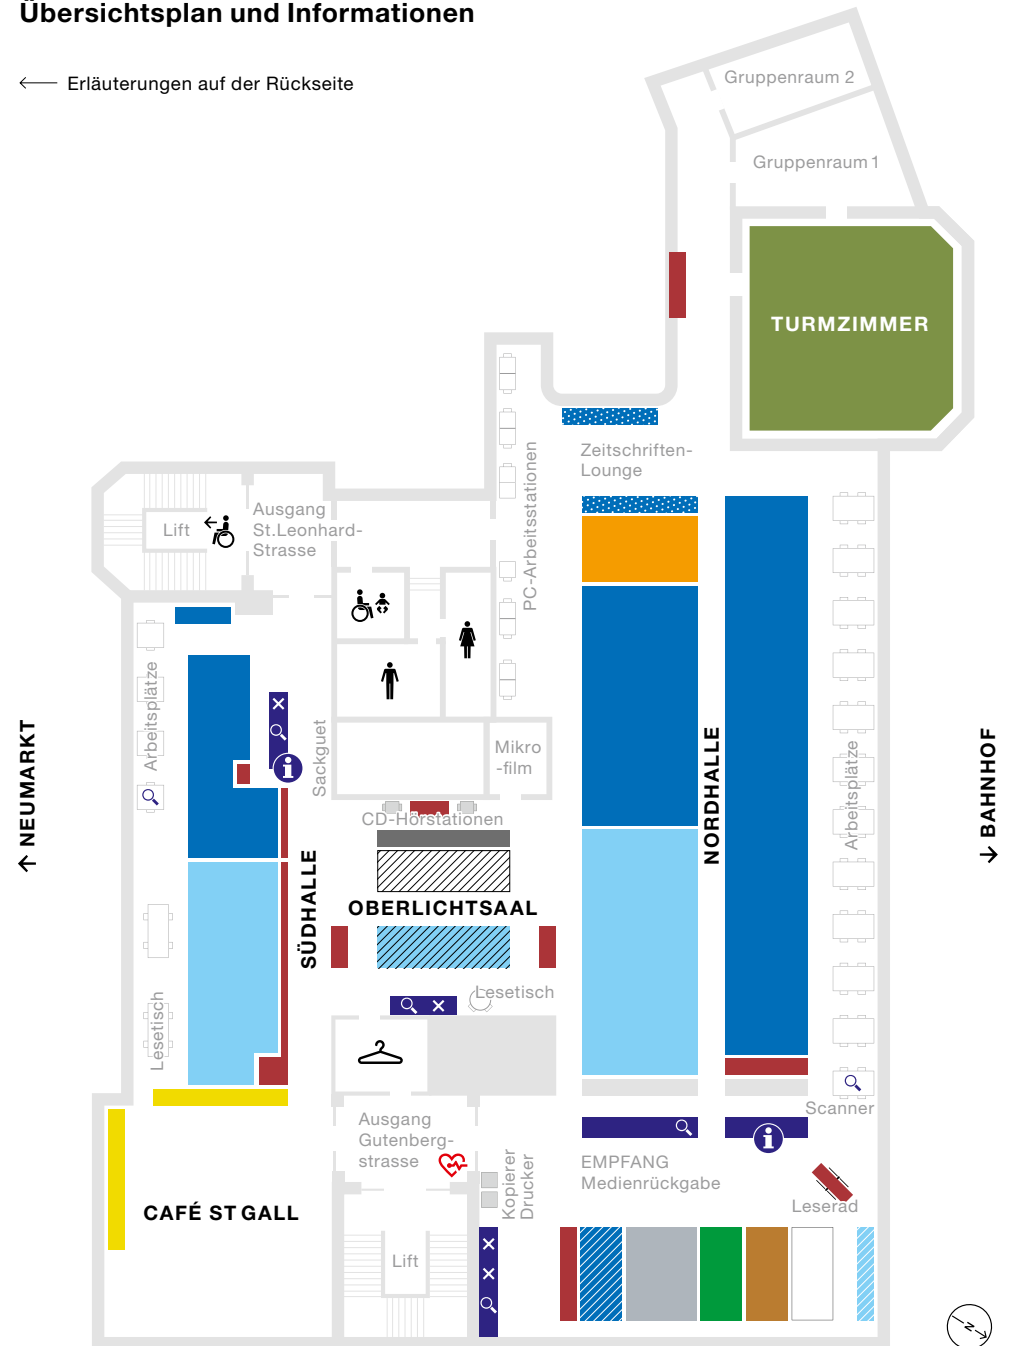 Übersichtsplan und Informationen
← Erläuterungen auf der Rückseite
Gruppenraum 2
Gruppenraum 1
TURMZIMMER
Zeitschriften-
Lounge
PC-Arbeitsstationen
Ausgang
St.Leonhard-
Strasse
Lift
Arbeitsplätze
Sackguet
Mikro
-film
← NEUMARKT
NORDHALLE
Arbeitsplätze
→ BAHNHOF
CD-Hörstationen
SÜDHALLE
OBERLICHTSAAL
Lesetisch
Lesetisch
Scanner
Ausgang
Gutenberg-
strasse
Kopierer
Drucker
EMPFANG
Medienrückgabe
Leserad
CAFÉ ST GALL
Lift
N